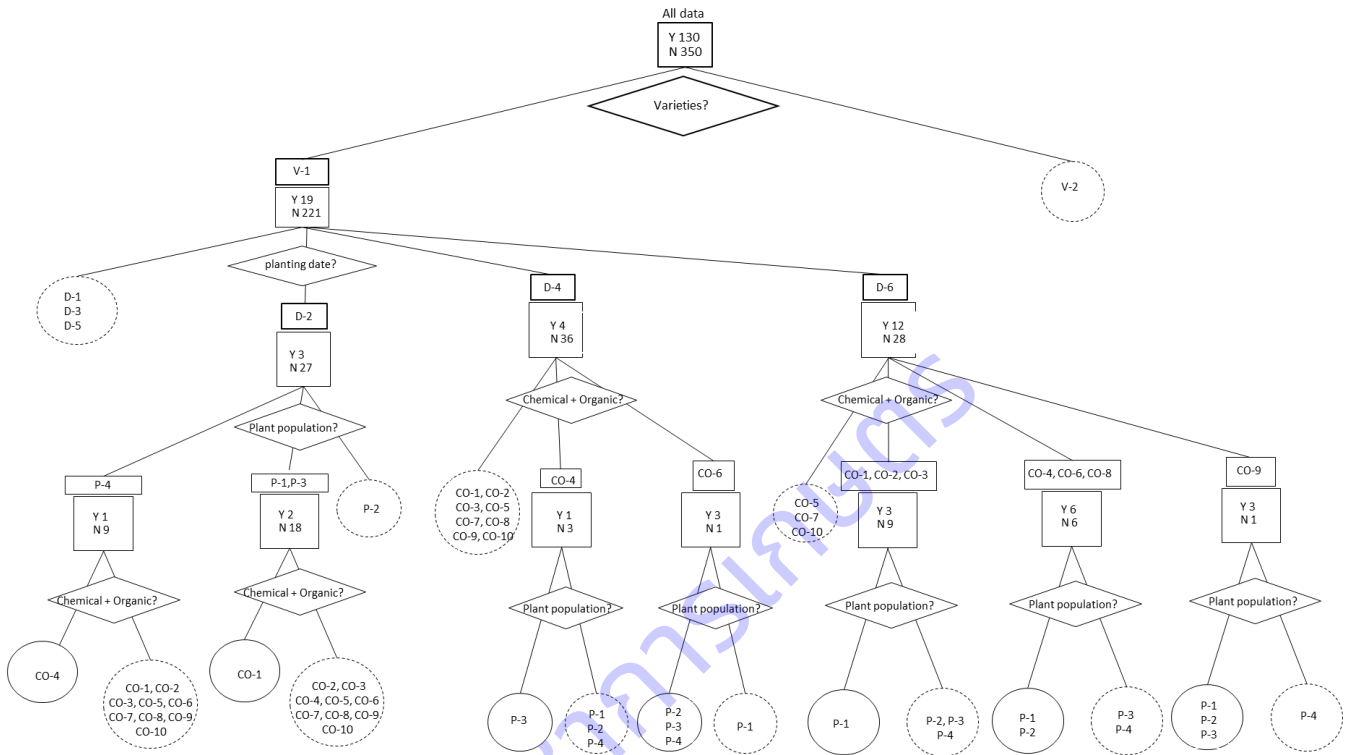 All data
Y 130
N 350
Varieties?
V-1
Y 19
N 221
V-2
planting date?
D-1
D-3
D-5
D-2
Y 3
N 27
D-4
Y 4
N 36
D-6
Y 12
N 28
Plant population?
Chemical + Organic?
Chemical + Organic?
P-4
Y 1
N 9
P-1,P-3
Y 2
N 18
P-2
CO-1, CO-2
CO-3, CO-5
CO-7, CO-8
CO-9, CO-10
CO-4
Y 1
N 3
CO-6
Y 3
N 1
CO-5
CO-7
CO-10
CO-1, CO-2, CO-3
Y 3
N 9
CO-4, CO-6, CO-8
Y 6
N 6
CO-9
Y 3
N 1
Chemical + Organic?
Chemical + Organic?
Plant population?
Plant population?
Plant population?
Plant population?
Plant population?
CO-4
CO-1, CO-2
CO-3, CO-5, CO-6
CO-7, CO-8, CO-9
CO-10
CO-1
CO-2, CO-3
CO-4, CO-5, CO-6
CO-7, CO-8, CO-9
CO-10
P-3
P-1
P-2
P-4
P-2
P-3
P-4
P-1
P-1
P-2, P-3
P-4
P-1
P-2
P-3
P-4
P-1
P-2
P-3
P-4